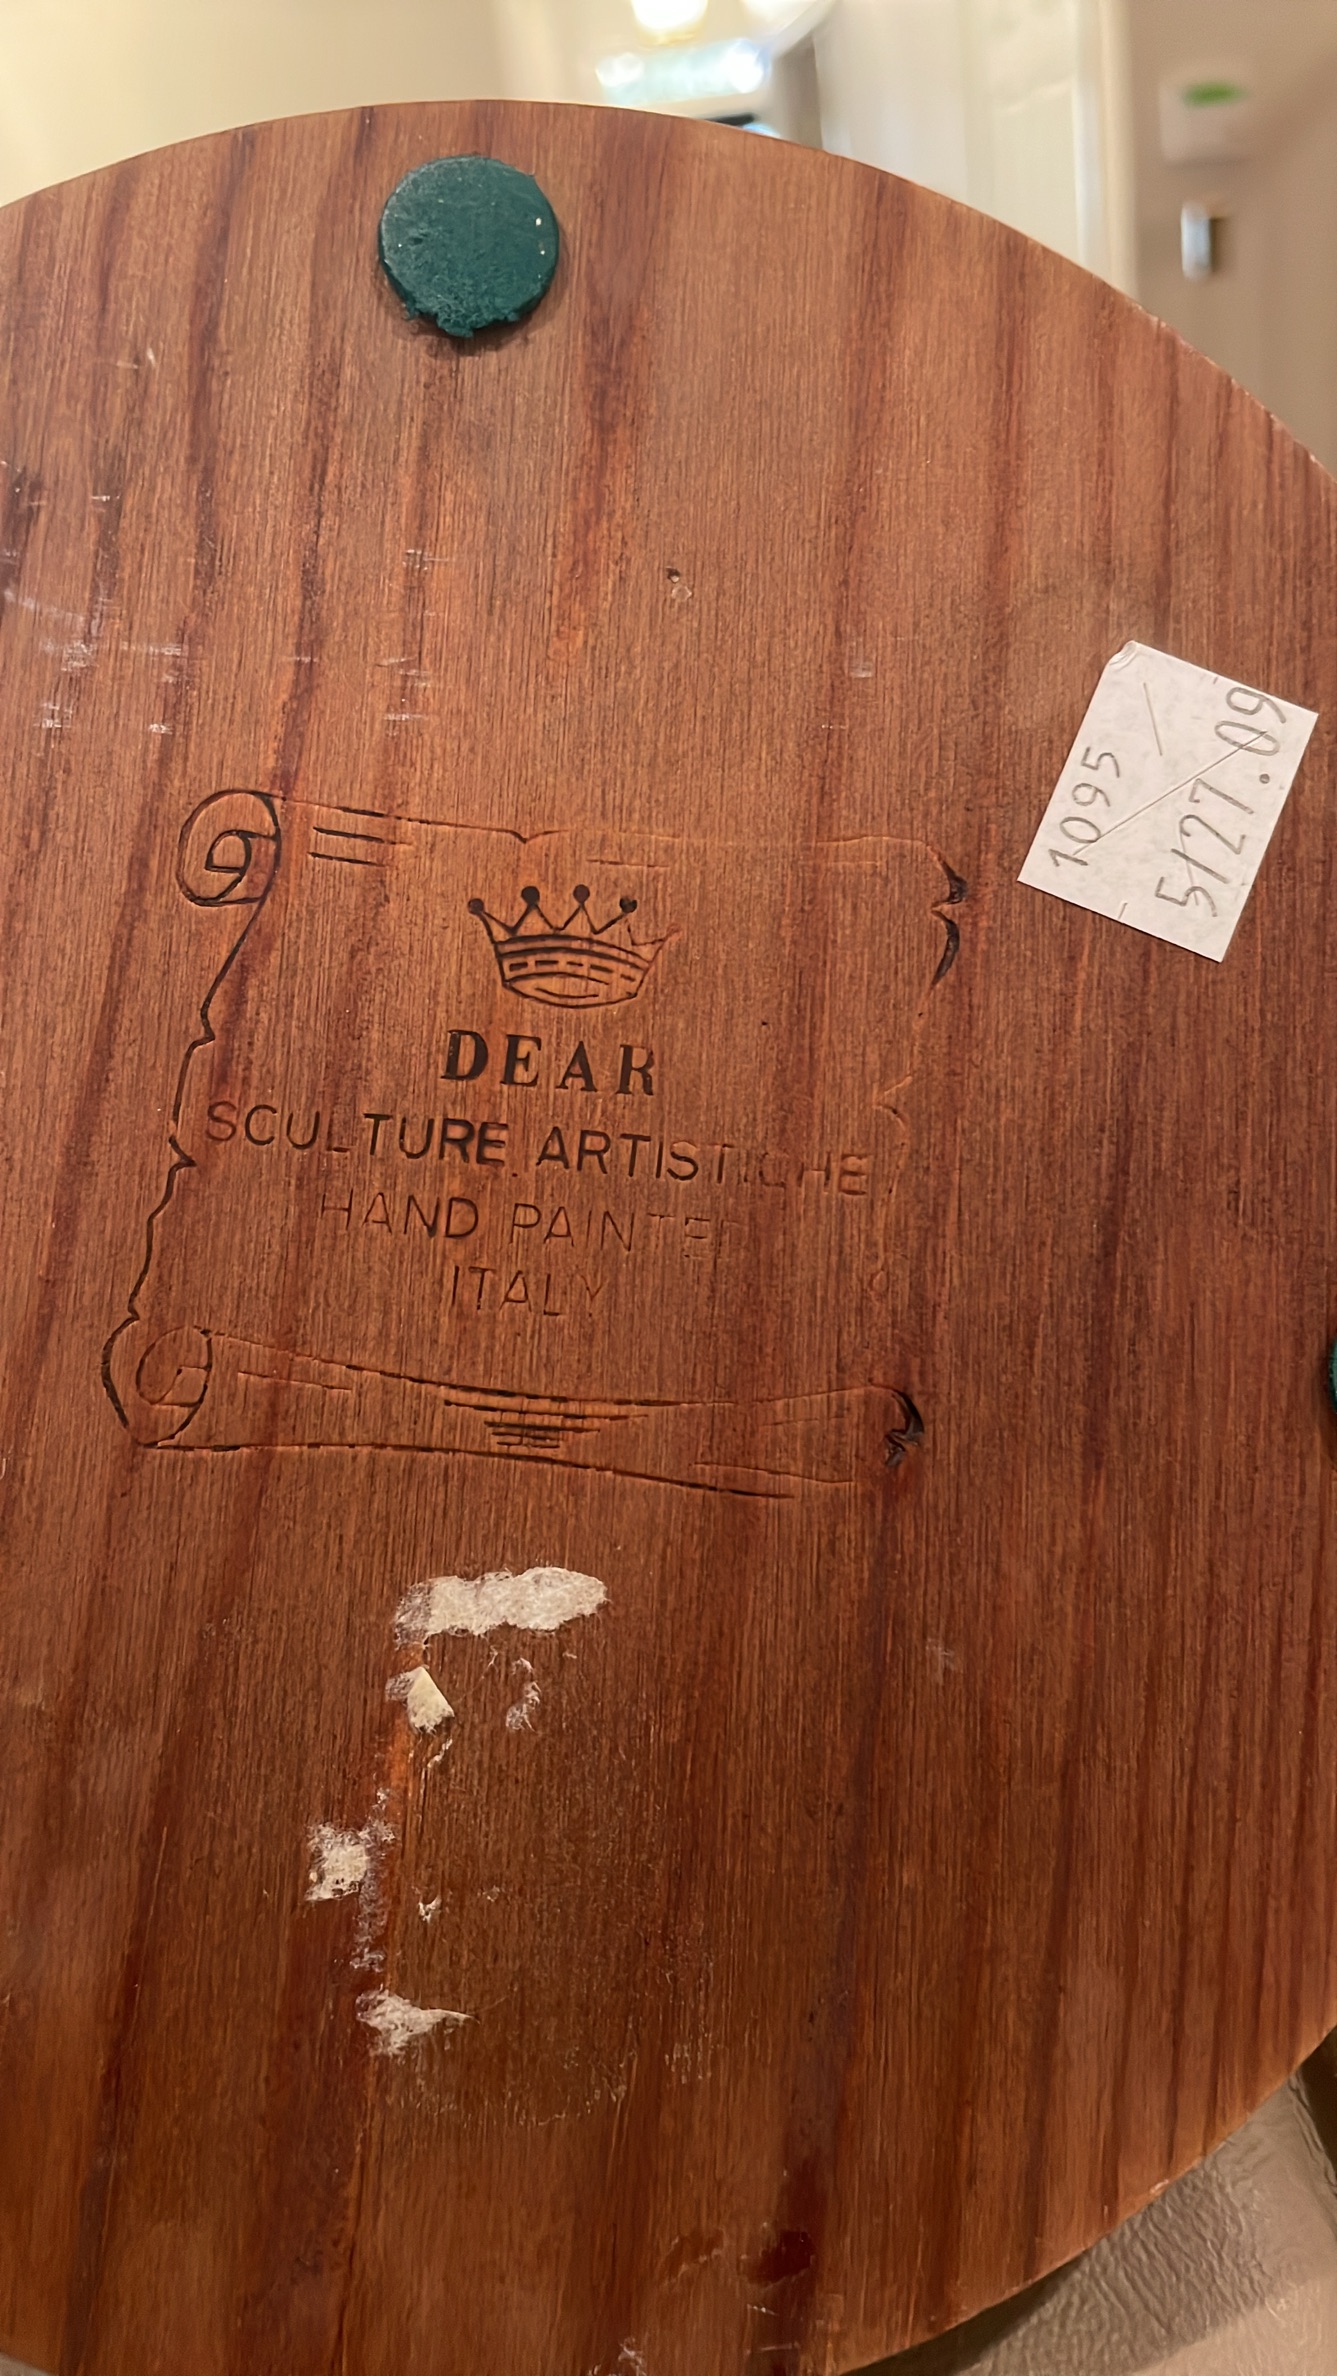 DEAR
SCULTURE ARTISTICHE
HAND PAINTED
ITALY
1095
5/27.09